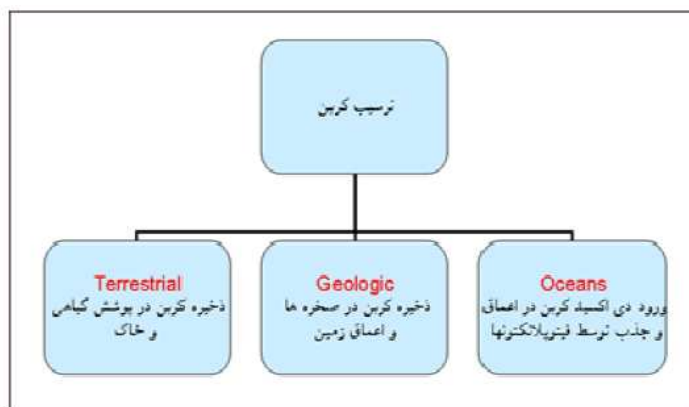 ترسیب کربن
Terrestrial
ذخیره کربن در پوشش گیاهی
و خاک
Geologic
ذخیره کربن در صخره ها
و اعماق زمین
Oceans
ورود دی اکسید کربن در اعماق
و جذب توسط فیتوپلانکتونها